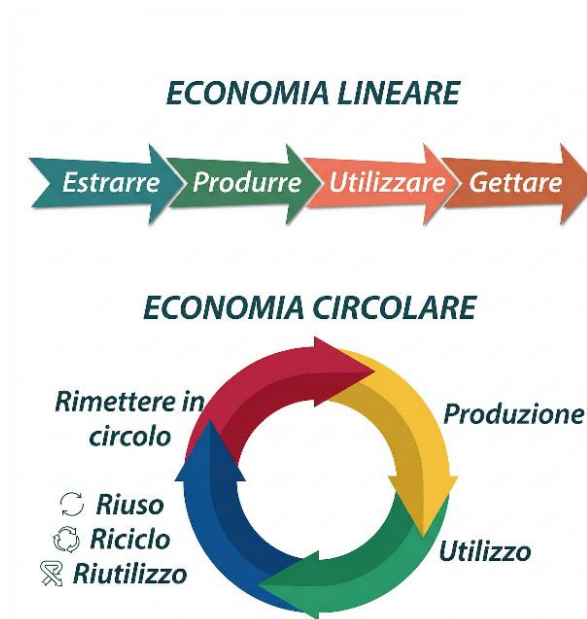 ECONOMIA LINEARE
Estrarre Produrre Utilizzare Gettare
ECONOMIA CIRCOLARE
Rimettere in
circolo
Produzione
Riuso
Riciclo
Riutilizzo
Utilizzo